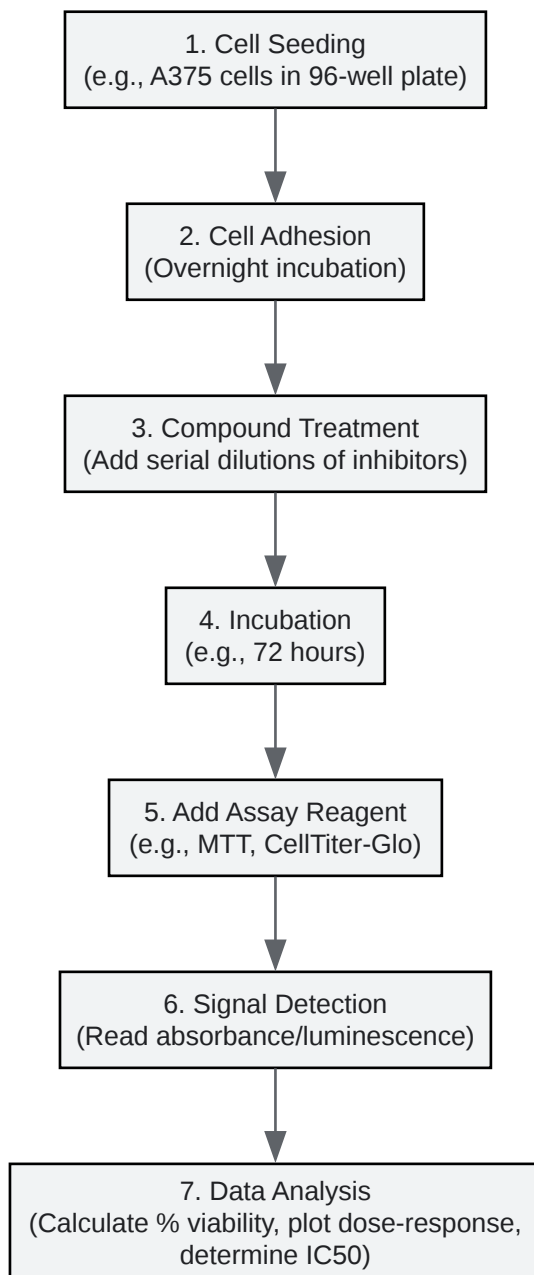 1. Cell Seeding
(e.g., A375 cells in 96-well plate)
2. Cell Adhesion
(Overnight incubation)
3. Compound Treatment
(Add serial dilutions of inhibitors)
4. Incubation
(e.g., 72 hours)
5. Add Assay Reagent
(e.g., MTT, CellTiter-Glo)
6. Signal Detection
(Read absorbance/luminescence)
7. Data Analysis
(Calculate % viability, plot dose-response,
determine IC50)